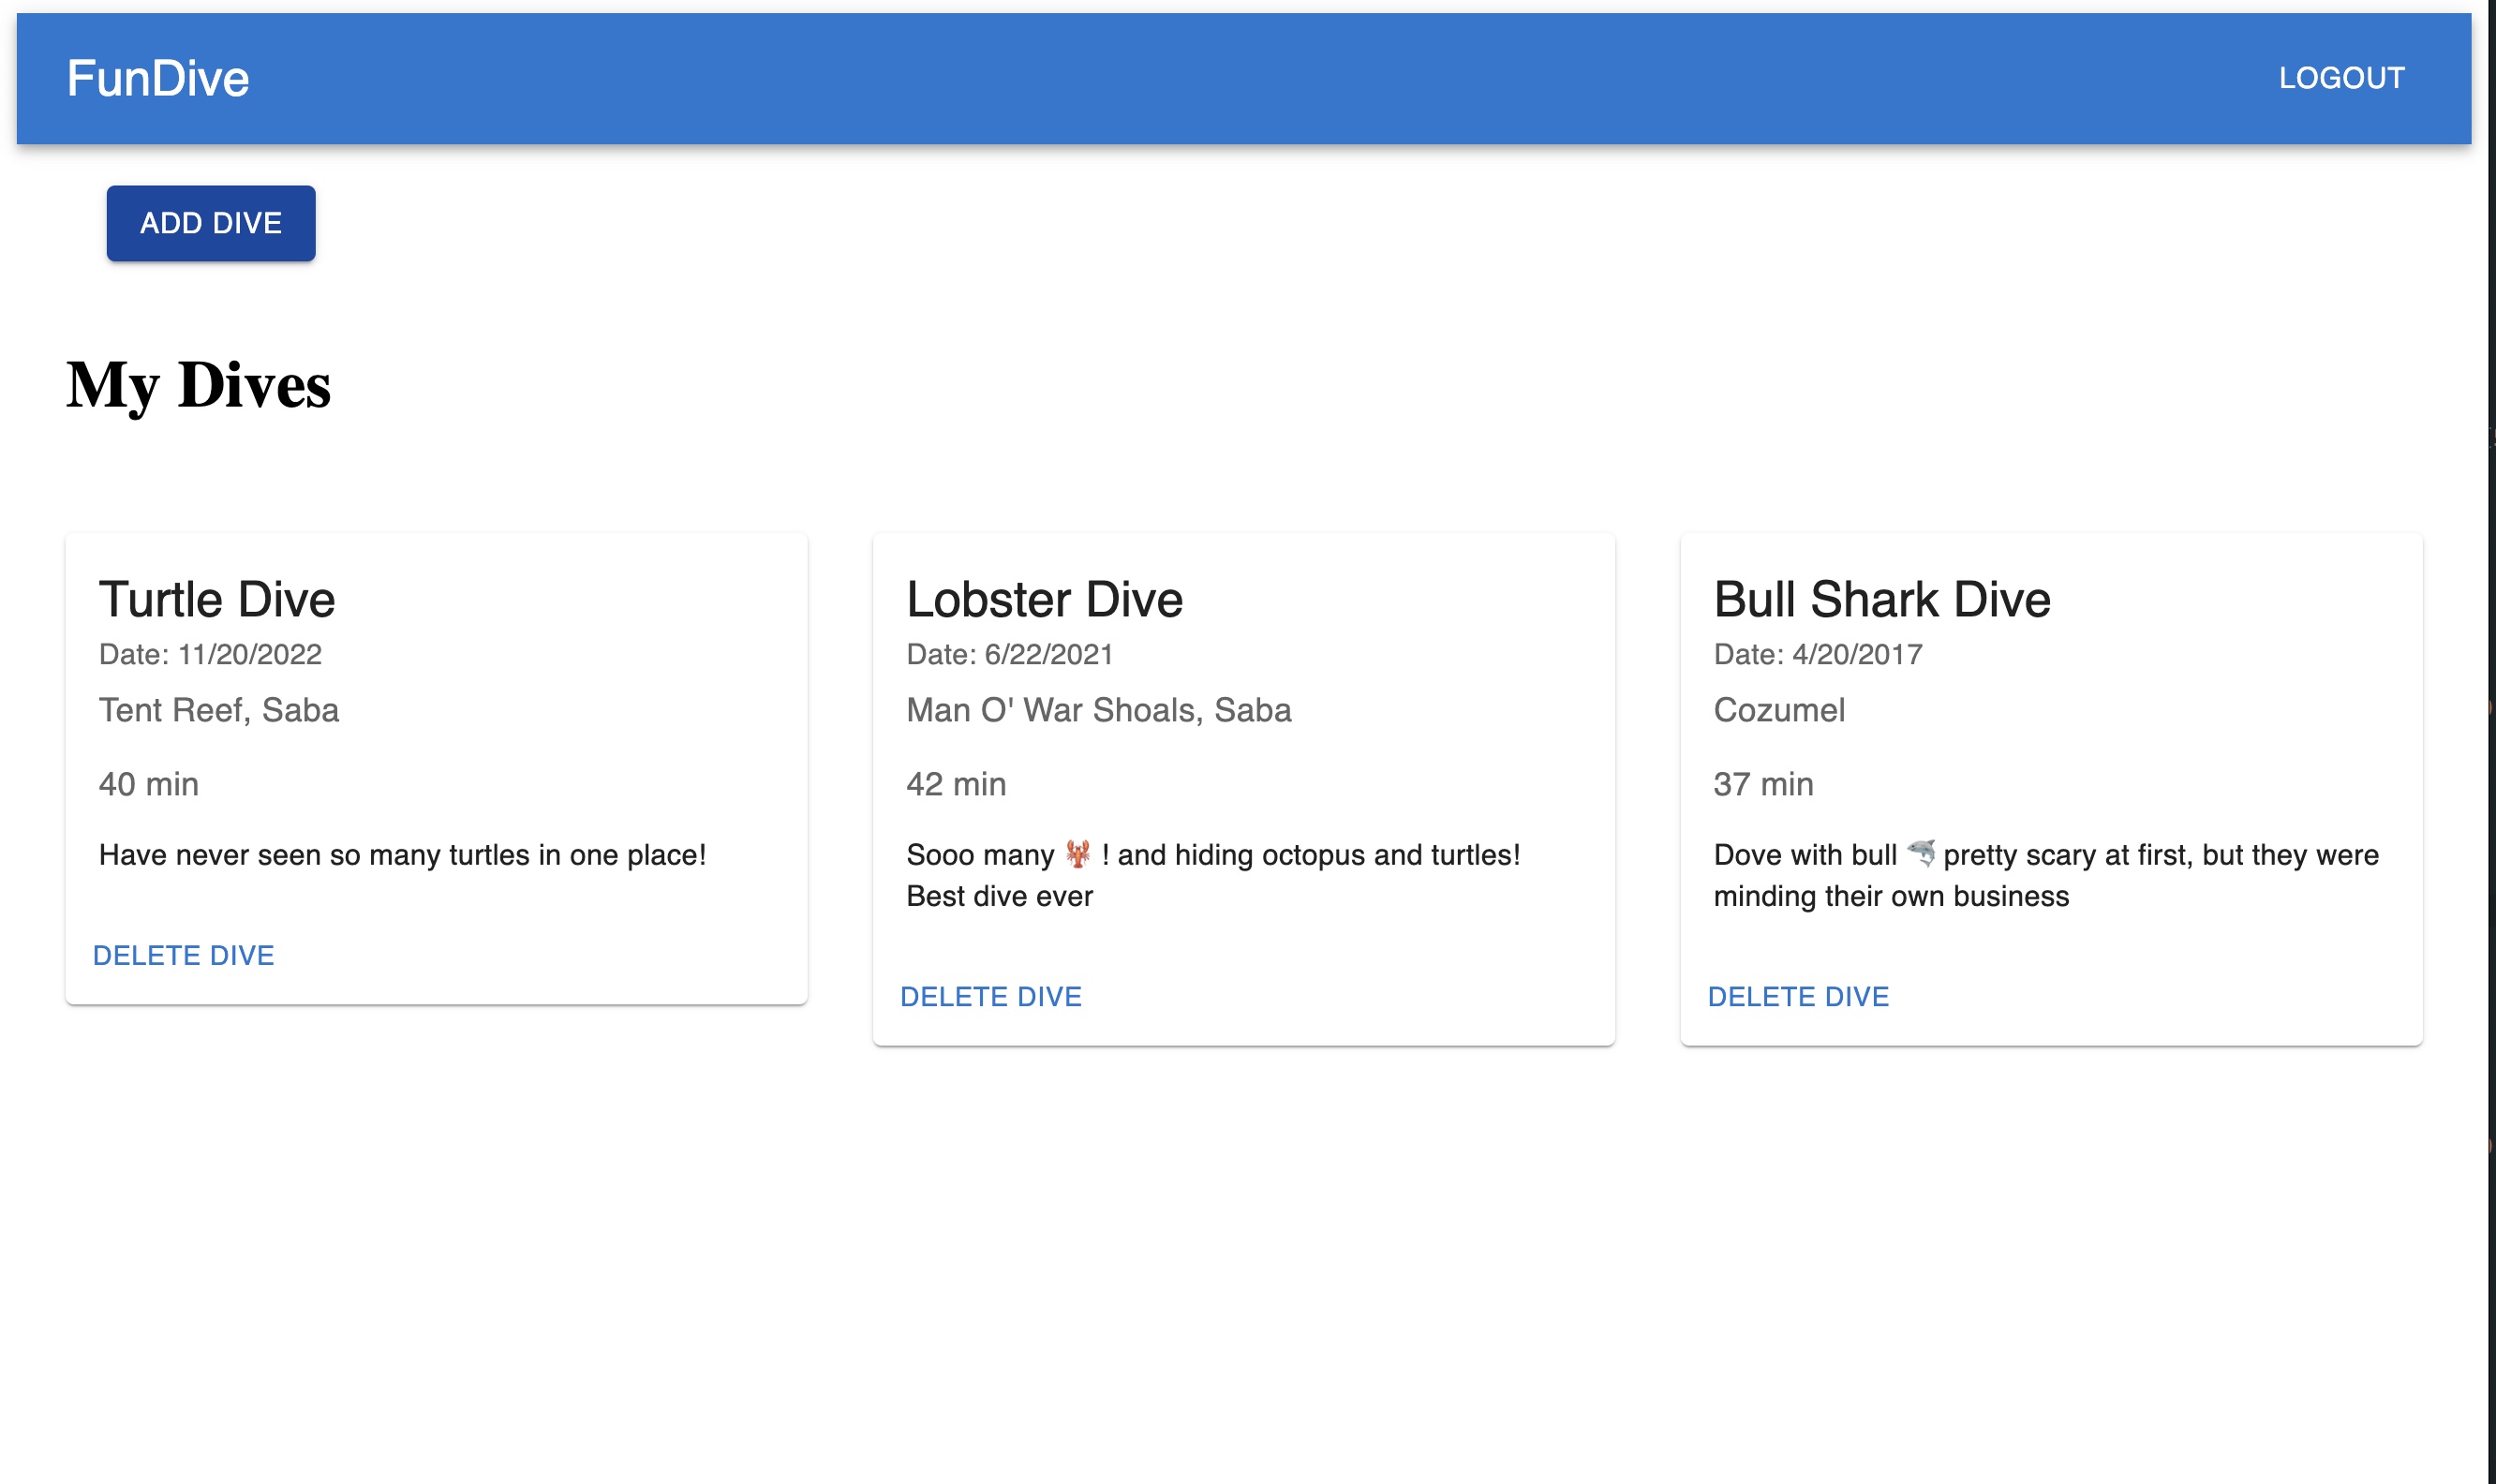 FunDive
LOGOUT
ADD DIVE
My Dives
Turtle Dive
Date: 11/20/2022
Tent Reef, Saba
40 min
Have never seen so many turtles in one place!
DELETE DIVE
Lobster Dive
Date: 6/22/2021
Man O' War Shoals, Saba
42 min
Sooo many 🦞 ! and hiding octopus and turtles!
Best dive ever
DELETE DIVE
Bull Shark Dive
Date: 4/20/2017
Cozumel
37 min
Dove with bull 🦈 pretty scary at first, but they were
minding their own business
DELETE DIVE